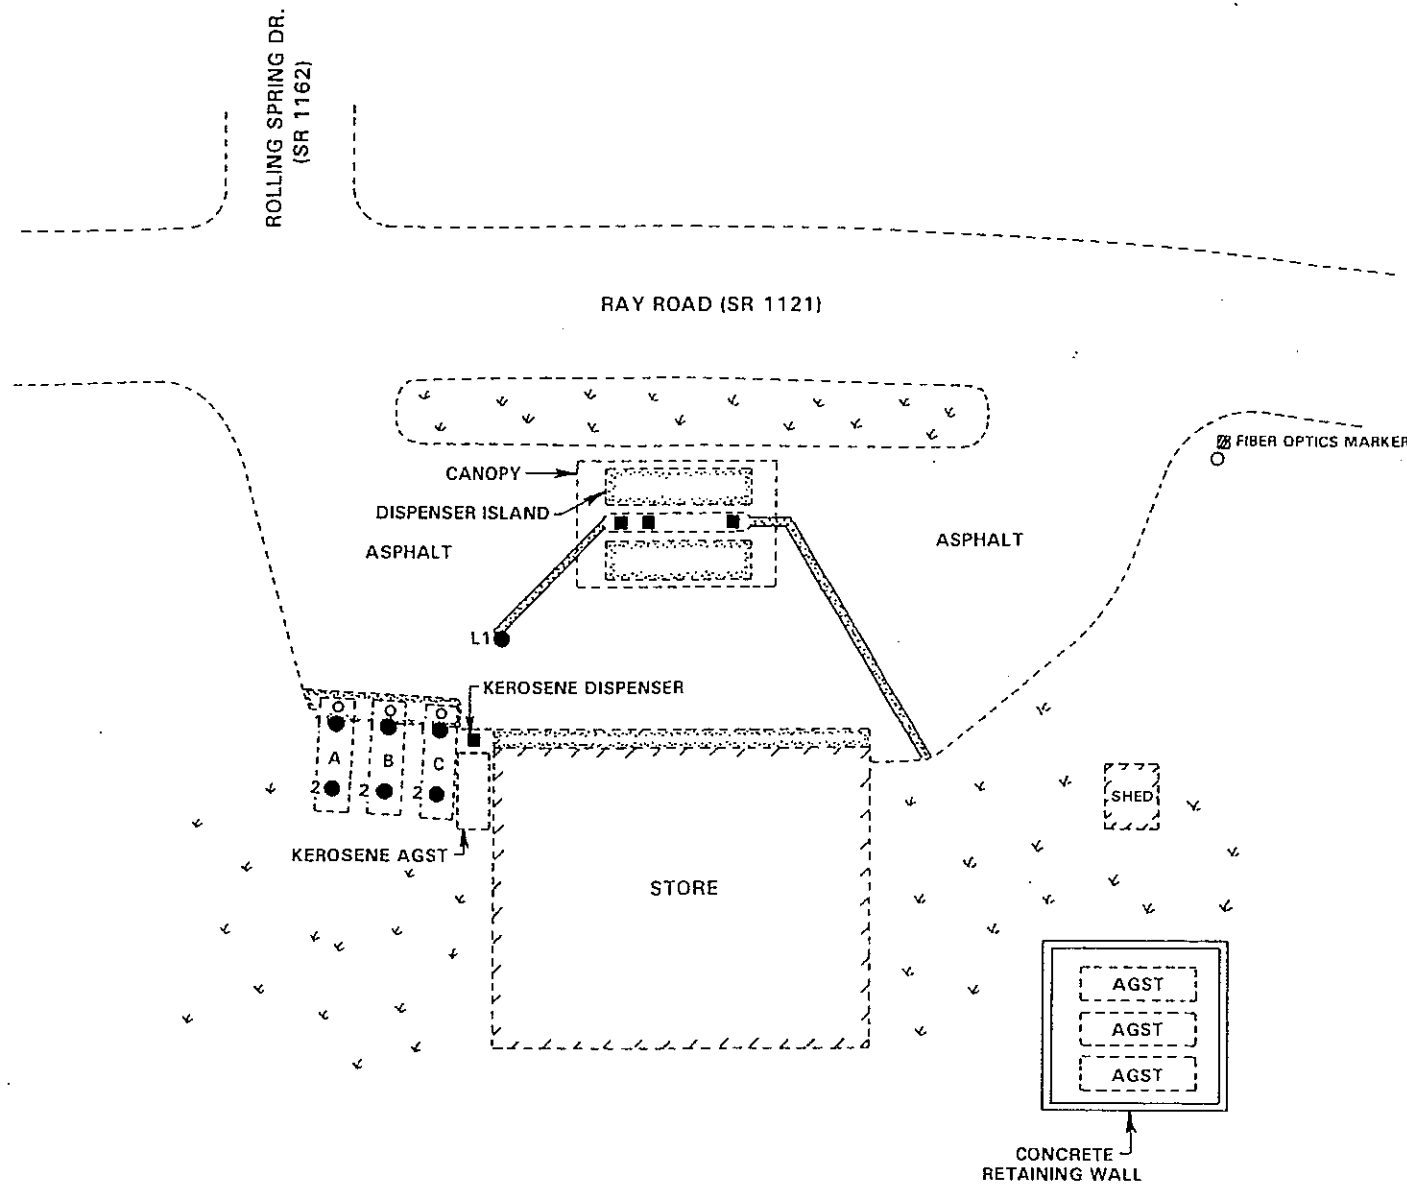 ROLLING SPRING DR.
(SR 1162)
RAY ROAD (SR 1121)
FIBER OPTICS MARKER
CANOPY
DISPENSER ISLAND
ASPHALT
ASPHALT
L1
KEROSENE DISPENSER
1
1
1
A
B
C
2
2
2
SHED
KEROSENE AGST
STORE
AGST
AGST
AGST
CONCRETE
RETAINING WALL